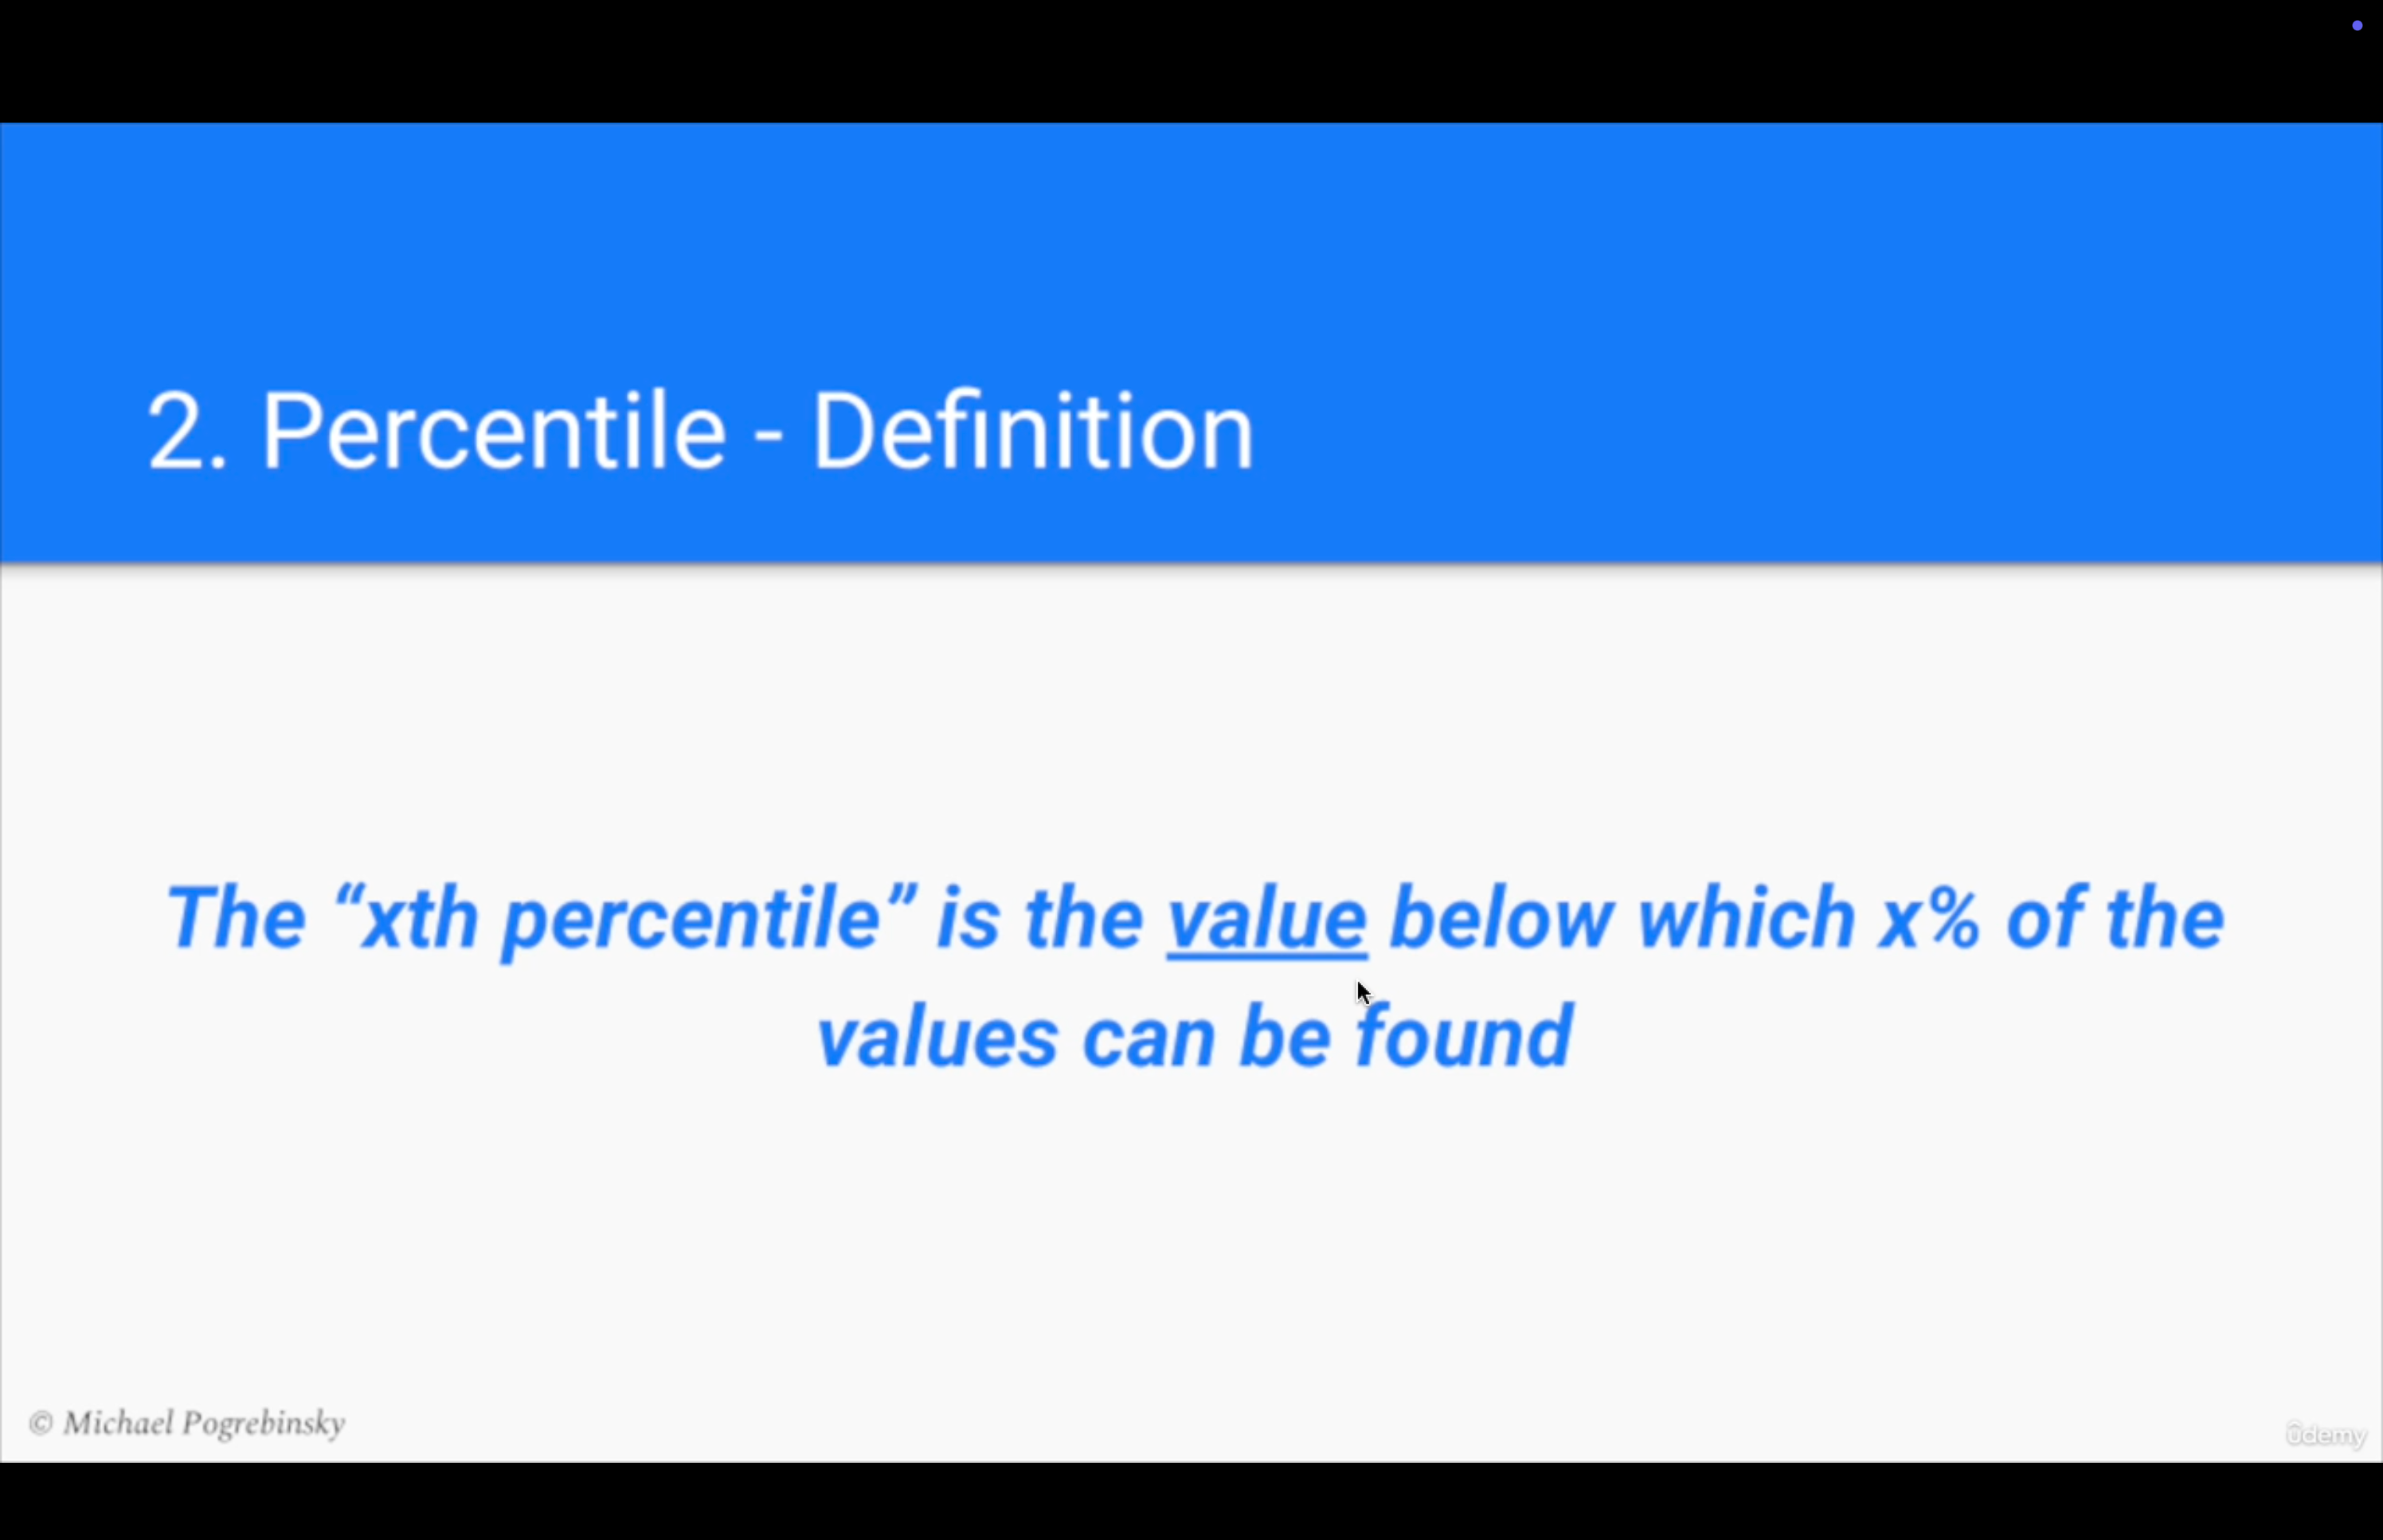 2. Percentile - Definition
The “xth percentile” is the value below which x% of the
values can be found
© Michael Pogrebinsky
ûdemy